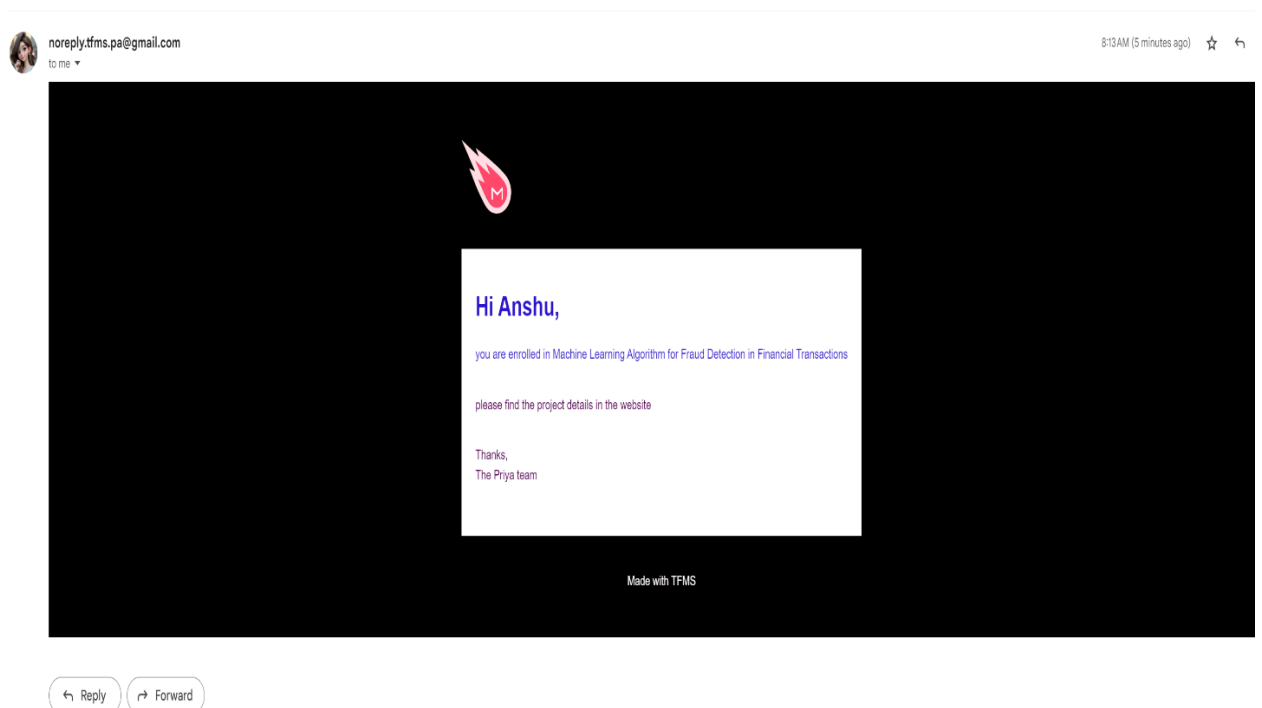 noreply.tfms.pa@gmail.com
8:13 AM (5 minutes ago)
to me
M
Hi Anshu,
you are enrolled in Machine Learning Algorithm for Fraud Detection in Financial Transactions
please find the project details in the website
Thanks,
The Priya team
Made with TFMS
Reply
Forward